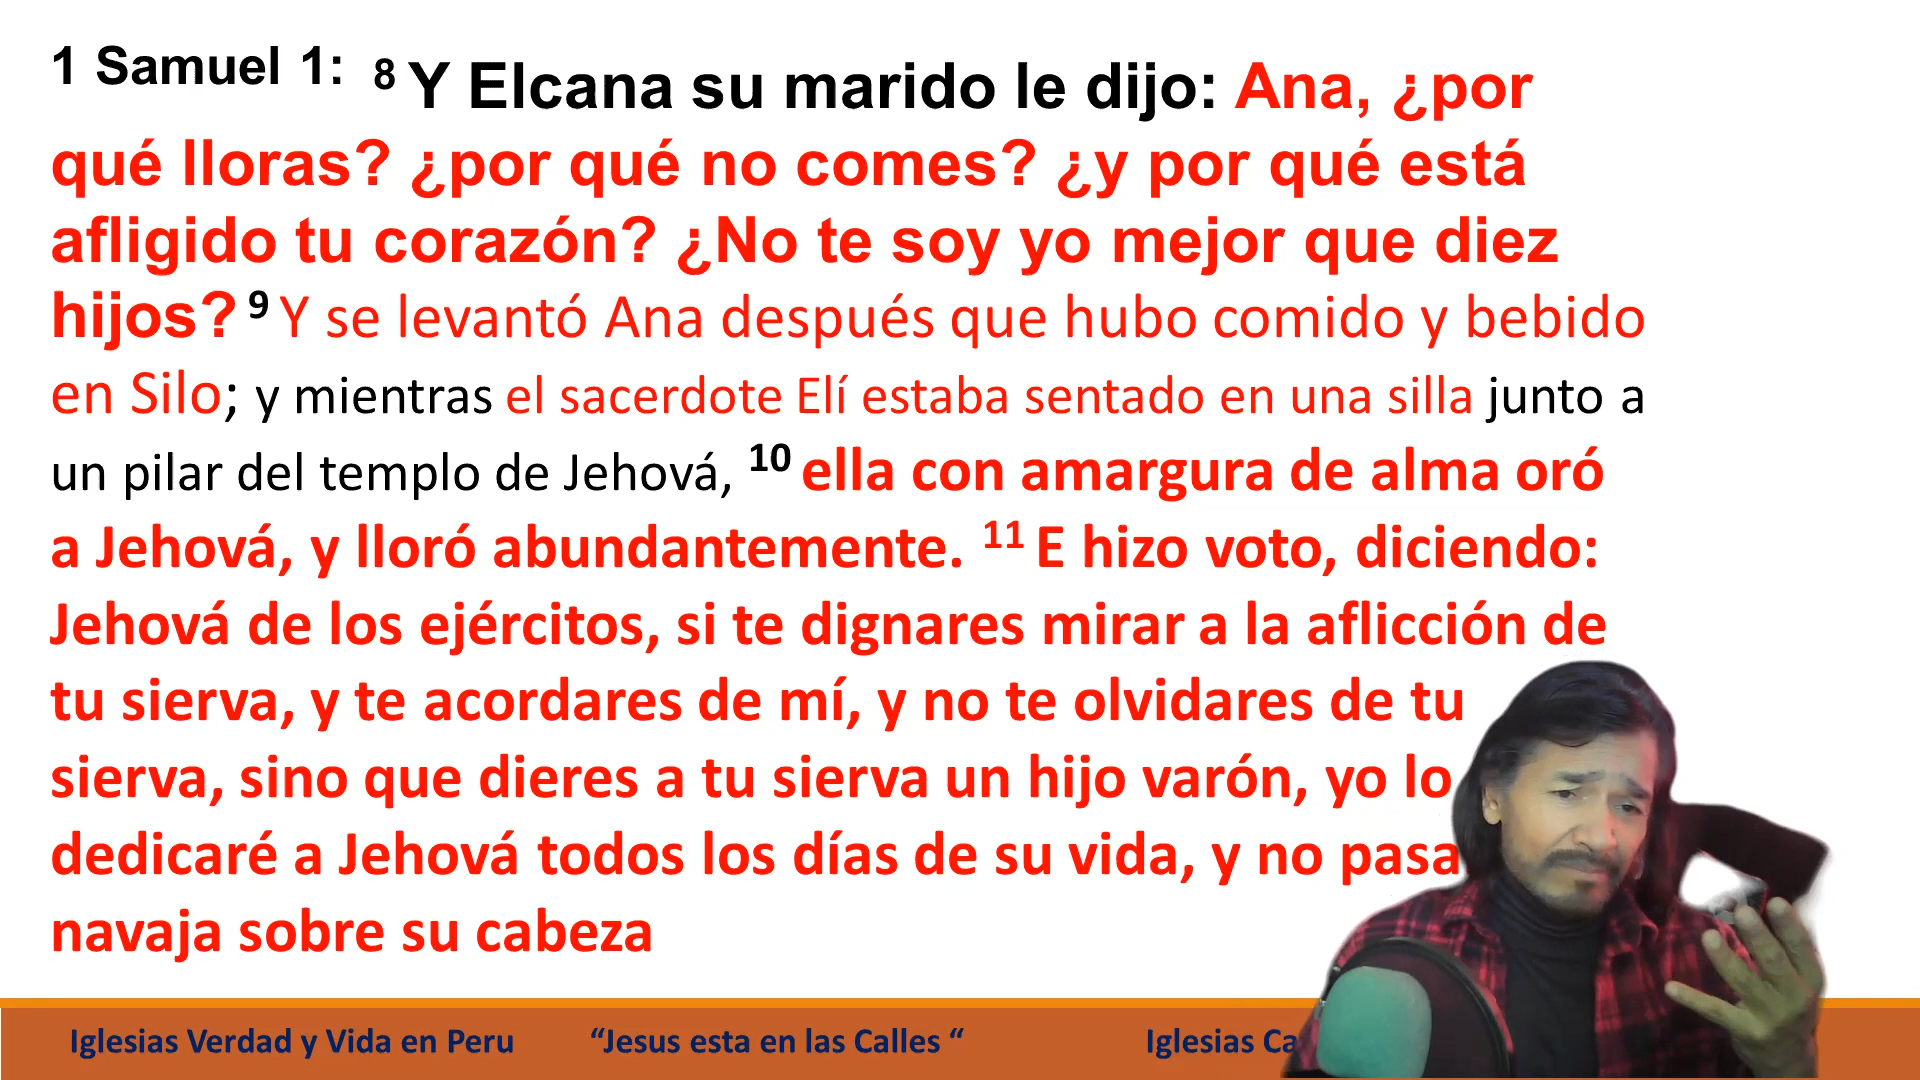 1 Samuel 1: 8 Y Elcana su marido le dijo: Ana, ¿por
qué lloras? ¿por qué no comes? ¿y por qué está
afligido tu corazón? ¿No te soy yo mejor que diez
hijos? 9 Y se levantó Ana después que hubo comido y bebido
en Silo; y mientras el sacerdote Elí estaba sentado en una silla junto a
un pilar del templo de Jehová, 10 ella con amargura de alma oró
a Jehová, y lloró abundantemente. 11 E hizo voto, diciendo:
Jehová de los ejércitos, si te dignares mirar a la aflicción de
tu sierva, y te acordares de mí, y no te olvidares de tu
sierva, sino que dieres a tu sierva un hijo varón, yo lo
dedicaré a Jehová todos los días de su vida, y no pasa
navaja sobre su cabeza
Iglesias Verdad y Vida en Peru “Jesus esta en las Calles “ Iglesias